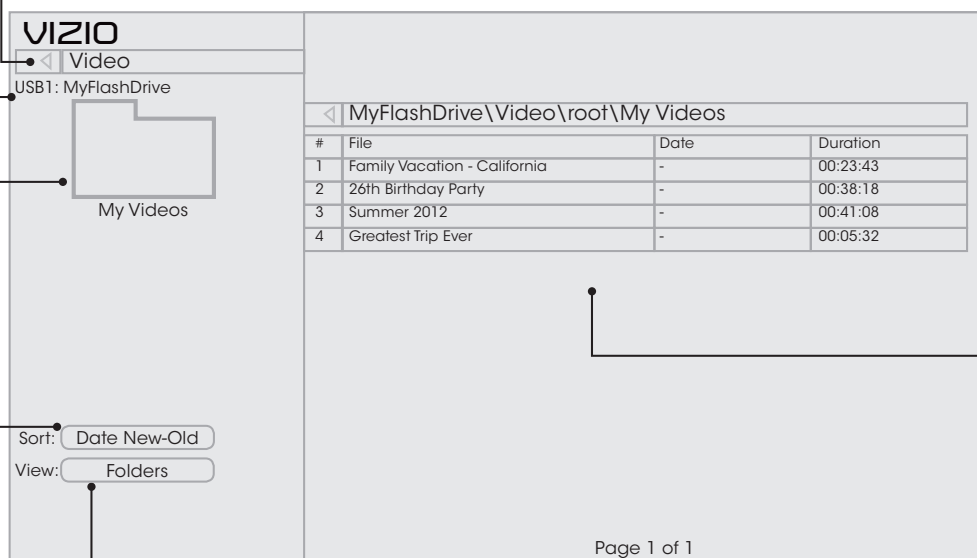 VIZIO
Video
USB1: MyFlashDrive
My Videos
MyFlashDrive\Video\root\My Videos
# File Date Duration
1 Family Vacation - California - 00:23:43
2 26th Birthday Party - 00:38:18
3 Summer 2012 - 00:41:08
4 Greatest Trip Ever - 00:05:32
Sort: Date New-Old
View: Folders
Page 1 of 1